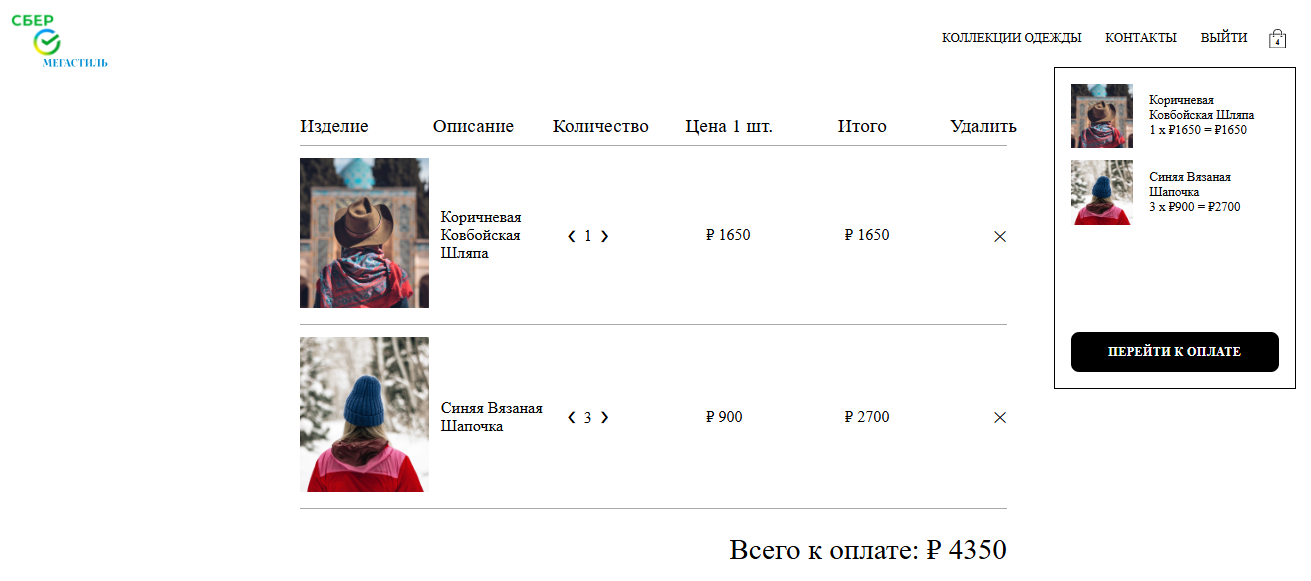 СБЕР
МЕГАСТИЛЬ
КОЛЛЕКЦИИ ОДЕЖДЫ КОНТАКТЫ ВЫЙТИ 4
Изделие Описание Количество Цена 1 шт. Итого Удалить
Коричневая
Ковбойская
Шляпа
❮ 1 ❯ ₽ 1650 ₽ 1650 ✕
Синяя Вязаная
Шапочка
❮ 3 ❯ ₽ 900 ₽ 2700 ✕
Всего к оплате: ₽ 4350
Коричневая
Ковбойская Шляпа
1 x ₽1650 = ₽1650
Синяя Вязаная
Шапочка
3 x ₽900 = ₽2700
ПЕРЕЙТИ К ОПЛАТЕ